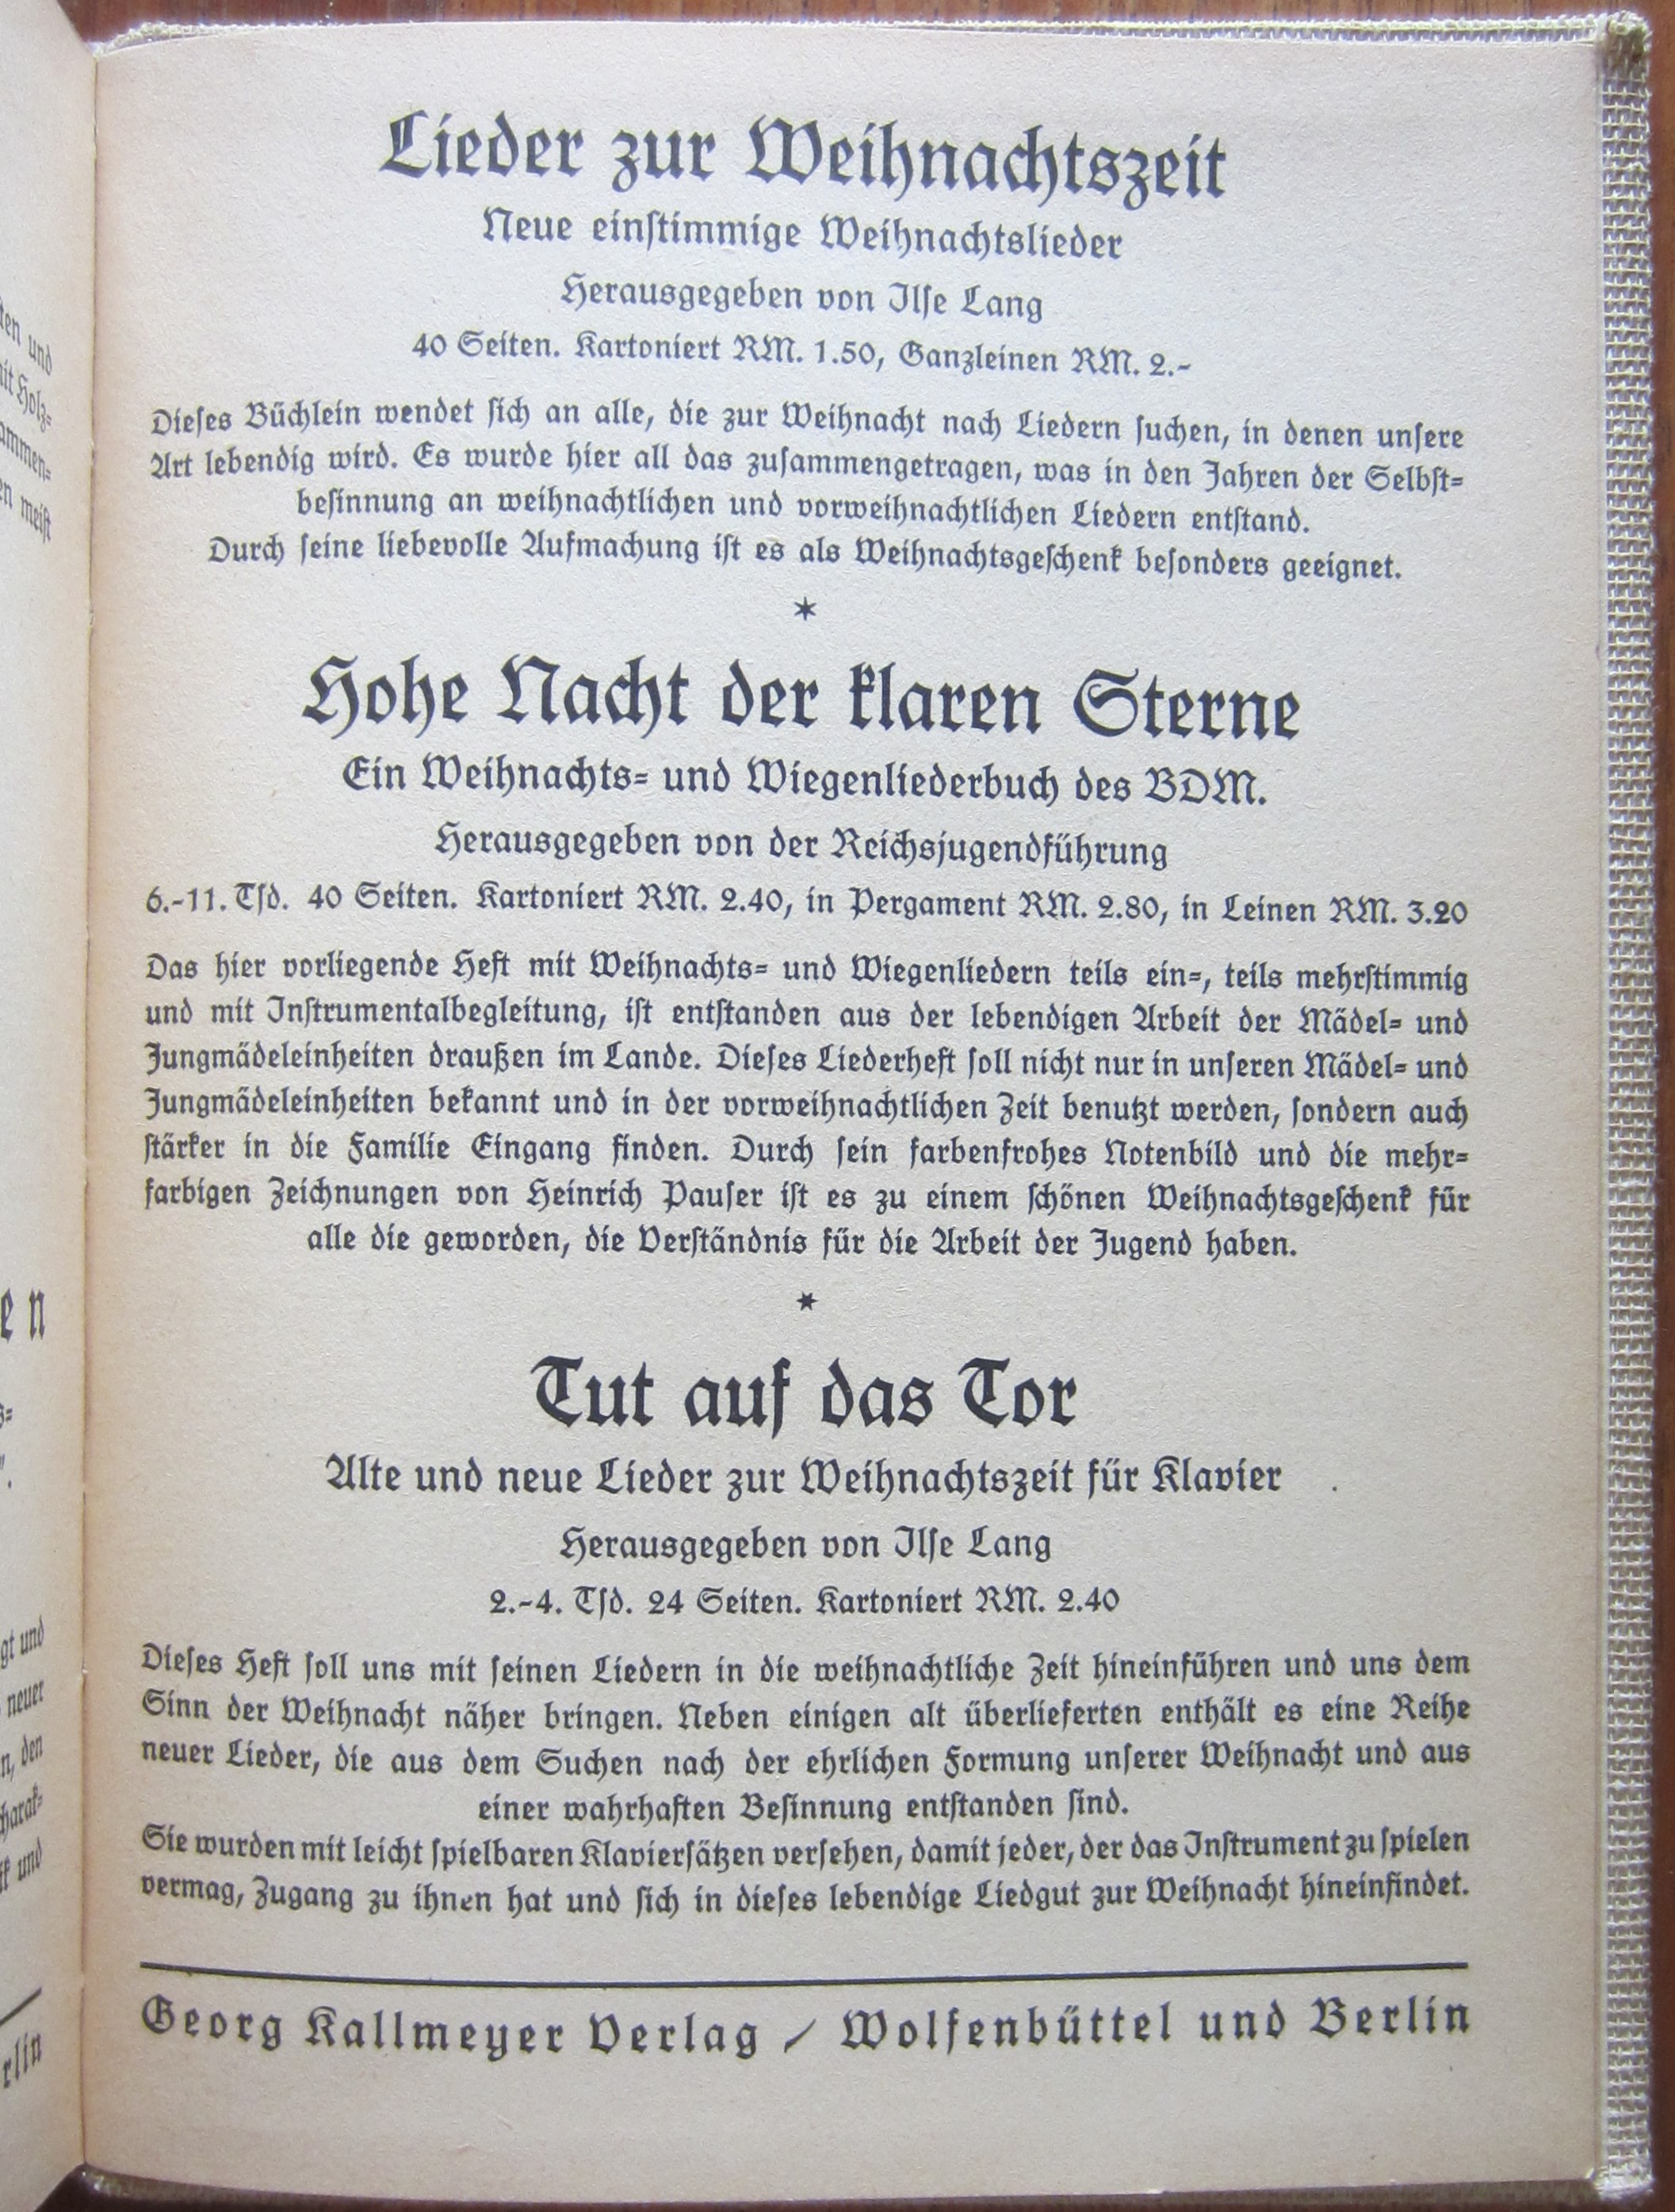 Lieder zur Weihnachtszeit
Neue einſtimmige Weihnachtslieder
Herausgegeben von Ilſe Lang
40 Seiten. Kartoniert RM. 1.50, Ganzleinen RM. 2.-
Dieſes Büchlein wendet ſich an alle, die zur Weihnacht nach Liedern ſuchen, in denen unſere
Art lebendig wird. Es wurde hier all das zuſammengetragen, was in den Jahren der Selbſt-
beſinnung an weihnachtlichen und vorweihnachtlichen Liedern entſtand.
Durch ſeine liebevolle Aufmachung iſt es als Weihnachtsgeſchenk beſonders geeignet.
*
Hohe Nacht der klaren Sterne
Ein Weihnachts- und Wiegenliederbuch des BDM.
Herausgegeben von der Reichsjugendführung
6.-11. Tſd. 40 Seiten. Kartoniert RM. 2.40, in Pergament RM. 2.80, in Leinen RM. 3.20
Das hier vorliegende Heft mit Weihnachts- und Wiegenliedern teils ein-, teils mehrſtimmig
und mit Inſtrumentalbegleitung, iſt entſtanden aus der lebendigen Arbeit der Mädel- und
Jungmädeleinheiten draußen im Lande. Dieſes Liederheft ſoll nicht nur in unſeren Mädel- und
Jungmädeleinheiten bekannt und in der vorweihnachtlichen Zeit benutzt werden, ſondern auch
ſtärker in die Familie Eingang finden. Durch ſein farbenfrohes Notenbild und die mehr-
farbigen Zeichnungen von Heinrich Pauſer iſt es zu einem ſchönen Weihnachtsgeſchenk für
alle die geworden, die Verſtändnis für die Arbeit der Jugend haben.
*
Tut auf das Tor
Alte und neue Lieder zur Weihnachtszeit für Klavier
Herausgegeben von Ilſe Lang
2.-4. Tſd. 24 Seiten. Kartoniert RM. 2.40
Dieſes Heft ſoll uns mit ſeinen Liedern in die weihnachtliche Zeit hineinführen und uns dem
Sinn der Weihnacht näher bringen. Neben einigen alt überlieferten enthält es eine Reihe
neuer Lieder, die aus dem Suchen nach der ehrlichen Formung unſerer Weihnacht und aus
einer wahrhaften Beſinnung entſtanden ſind.
Sie wurden mit leicht ſpielbaren Klavierſätzen verſehen, damit jeder, der das Inſtrument zu ſpielen
vermag, Zugang zu ihnen hat und ſich in dieſes lebendige Liedgut zur Weihnacht hineinfindet.
Georg Kallmeyer Verlag / Wolfenbüttel und Berlin